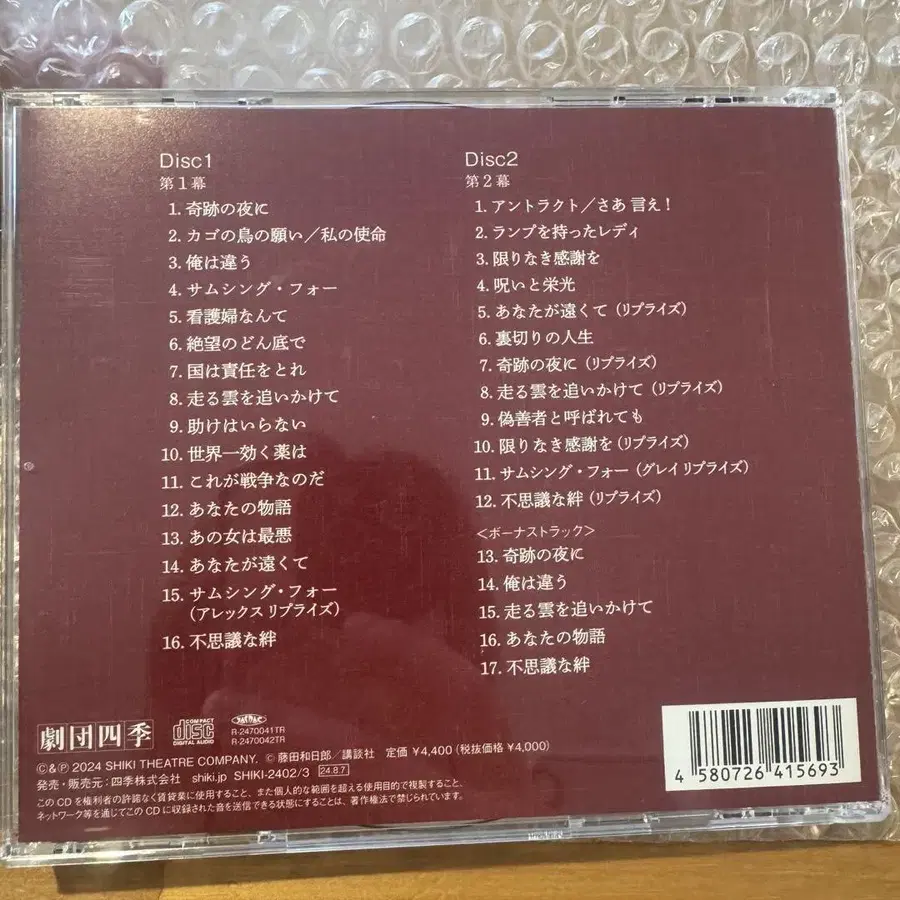 Disc1
第1幕
1. 奇跡の夜に
2. カゴの鳥の願い／私の使命
3. 俺は違う
4. サムシング・フォー
5. 看護婦なんて
6. 絶望のどん底で
7. 国は責任をとれ
8. 走る雲を追いかけて
9. 助けはいらない
10. 世界一効く薬は
11. これが戦争なのだ
12. あなたの物語
13. あの女は最悪
14. あなたが遠くて
15. サムシング・フォー
（アレックス リプライズ）
16. 不思議な絆
Disc2
第2幕
1. アントラクト／さあ 言え！
2. ランプを持ったレディ
3. 限りなき感謝を
4. 呪いと栄光
5. あなたが遠くて（リプライズ）
6. 裏切りの人生
7. 奇跡の夜に（リプライズ）
8. 走る雲を追いかけて（リプライズ）
9. 偽善者と呼ばれても
10. 限りなき感謝を（リプライズ）
11. サムシング・フォー（グレイ リプライズ）
12. 不思議な絆（リプライズ）
＜ボーナストラック＞
13. 奇跡の夜に
14. 俺は違う
15. 走る雲を追いかけて
16. あなたの物語
17. 不思議な絆
劇団四季
COMPACT disc DIGITAL AUDIO
JASRAC
R-2470041TR
R-2470042TR
©&℗ 2024 SHIKI THEATRE COMPANY. © 藤田和日郎／講談社 定価 ¥4,400（税抜価格 ¥4,000）
発売・販売元：四季株式会社 shiki.jp SHIKI-2402/3 24.8.7
このCDを権利者の許諾なく賃貸業に使用すること、また個人的な範囲を超える使用目的で複製すること、
ネットワーク等を通じてこのCDに収録された音を送信できる状態にすることは、著作権法で禁じられています。
4 580726 415693